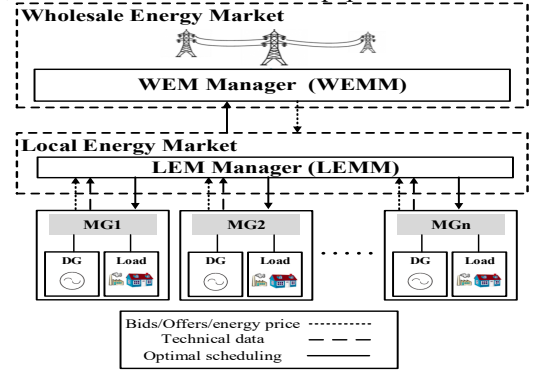 Wholesale Energy Market
WEM Manager (WEMM)
Local Energy Market
LEM Manager (LEMM)
MG1 MG2 MGn
DG Load DG Load ..... DG Load
Bids/Offers/energy price
Technical data
Optimal scheduling